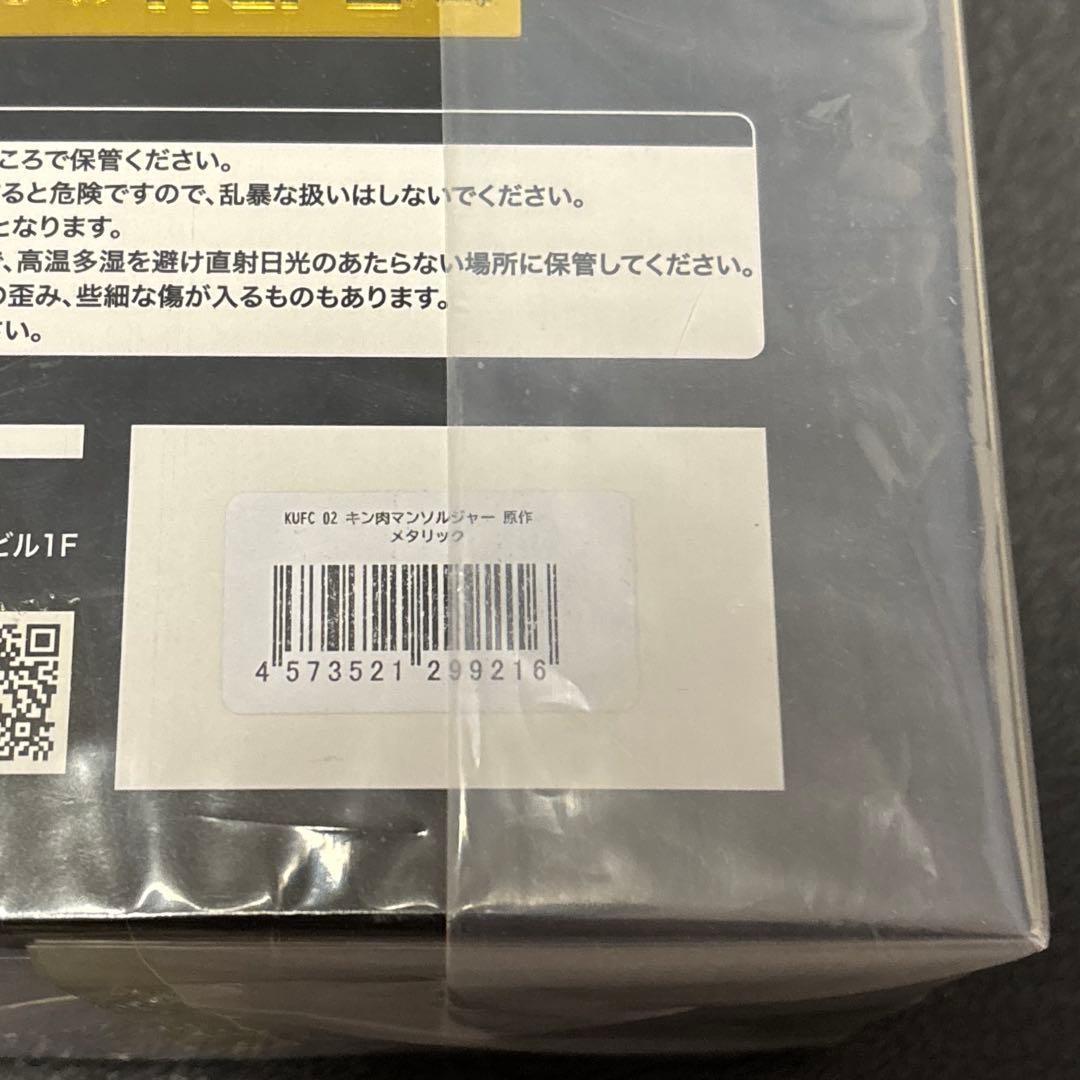 ころで保管ください。
ると危険ですので、乱暴な扱いはしないでください。
となります。
、高温多湿を避け直射日光のあたらない場所に保管してください。
の歪み、些細な傷が入るものもあります。
さい。
ビル1F
KUFC 02 キン肉マンソルジャー 原作
メタリック
4 573521 299216